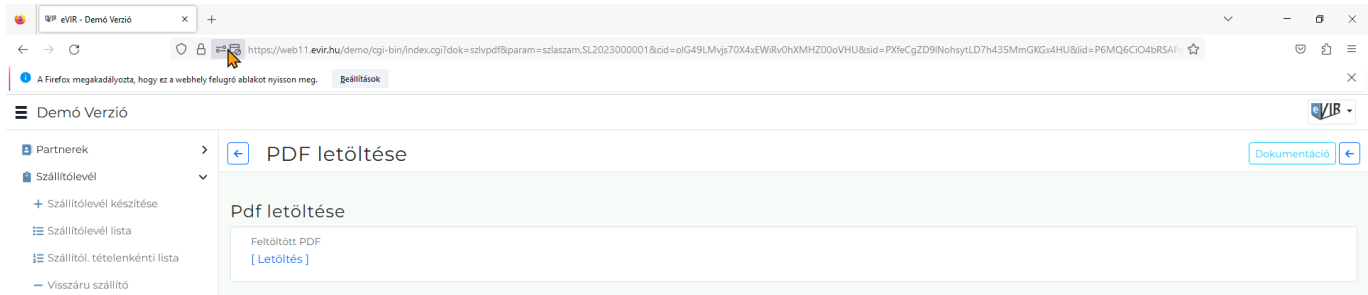 eVIR - Demó Verzió
https://web11.evir.hu/demo/cgi-bin/index.cgi?dok=szlvpdf&param=szlaszam,SL2023000001&cid=olG49LMvjs70X4xEWiRv0hXMHZ00oVHU&sid=PXfeCgZD9INohsytLD7h435MmGKGx4HU&lid=P6MQ6CiO4bRSAF
A Firefox megakadályozta, hogy ez a webhely felugró ablakot nyisson meg. Beállítások
Demó Verzió
eVIR
Partnerek
PDF letöltése
Dokumentáció
Szállítólevél
Szállítólevél készítése
Pdf letöltése
Szállítólevél lista
Feltöltött PDF
Szállítól. tételenkénti lista
[ Letöltés ]
Visszáru szállító